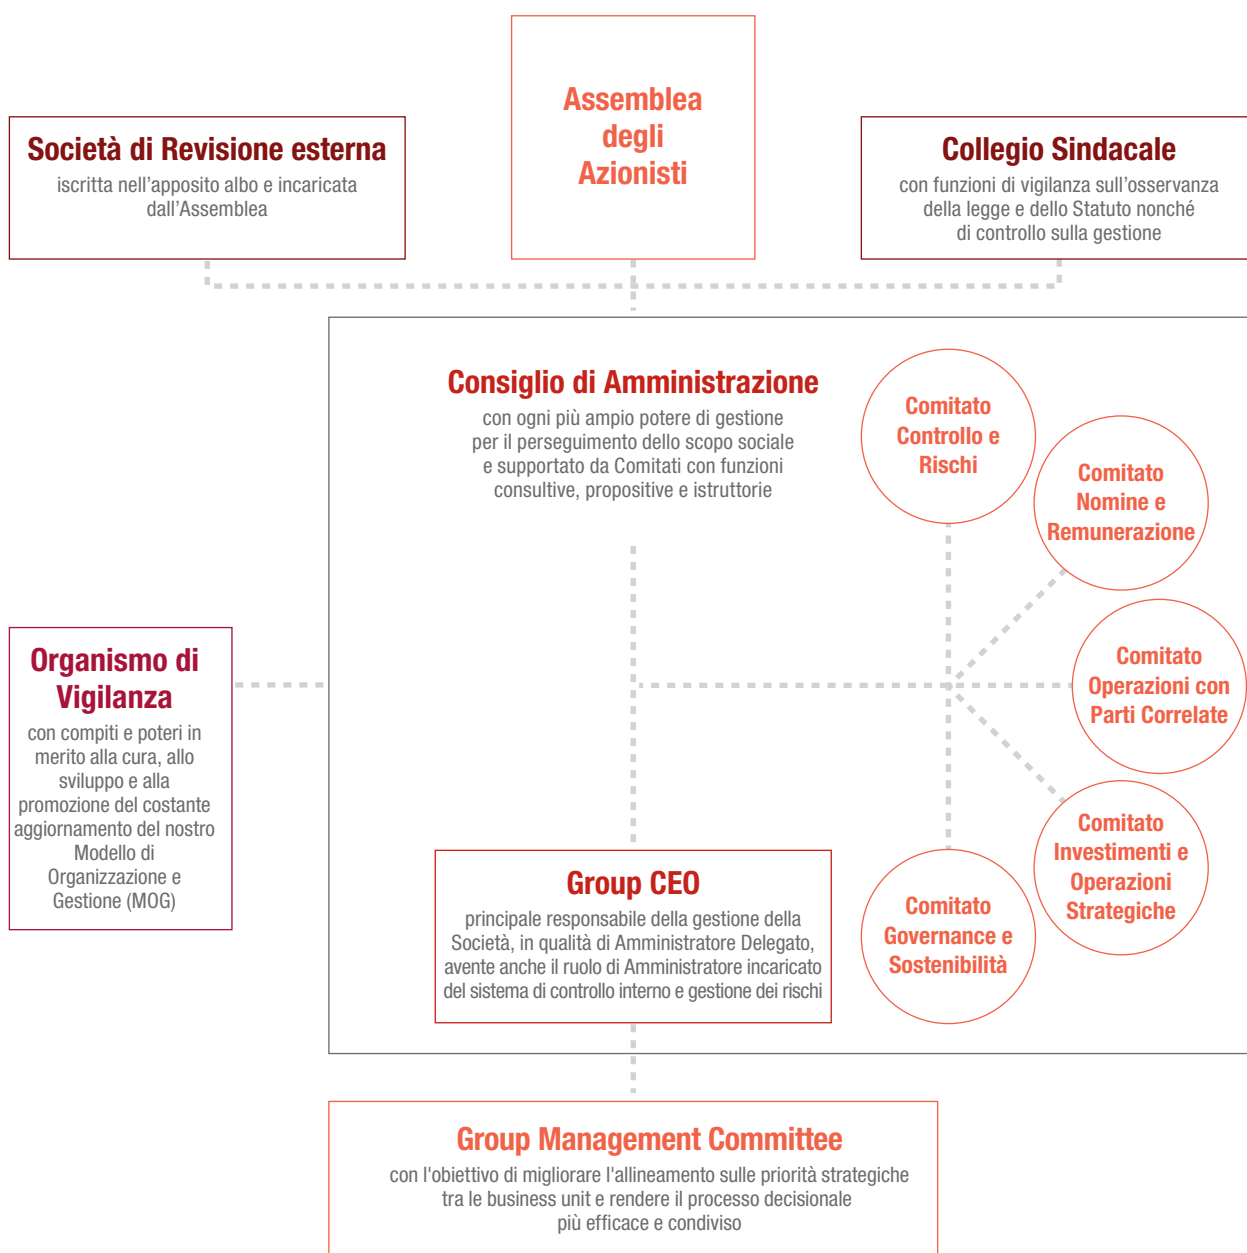 Assemblea
degli
Azionisti
Società di Revisione esterna
iscritta nell’apposito albo e incaricata
dall’Assemblea
Collegio Sindacale
con funzioni di vigilanza sull’osservanza
della legge e dello Statuto nonché
di controllo sulla gestione
Consiglio di Amministrazione
con ogni più ampio potere di gestione
per il perseguimento dello scopo sociale
e supportato da Comitati con funzioni
consultive, propositive e istruttorie
Comitato
Controllo e
Rischi
Comitato
Nomine e
Remunerazione
Comitato
Operazioni con
Parti Correlate
Comitato
Investimenti e
Operazioni
Strategiche
Comitato
Governance e
Sostenibilità
Organismo di
Vigilanza
con compiti e poteri in
merito alla cura, allo
sviluppo e alla
promozione del costante
aggiornamento del nostro
Modello di
Organizzazione e
Gestione (MOG)
Group CEO
principale responsabile della gestione della
Società, in qualità di Amministratore Delegato,
avente anche il ruolo di Amministratore incaricato
del sistema di controllo interno e gestione dei rischi
Group Management Committee
con l'obiettivo di migliorare l'allineamento sulle priorità strategiche
tra le business unit e rendere il processo decisionale
più efficace e condiviso